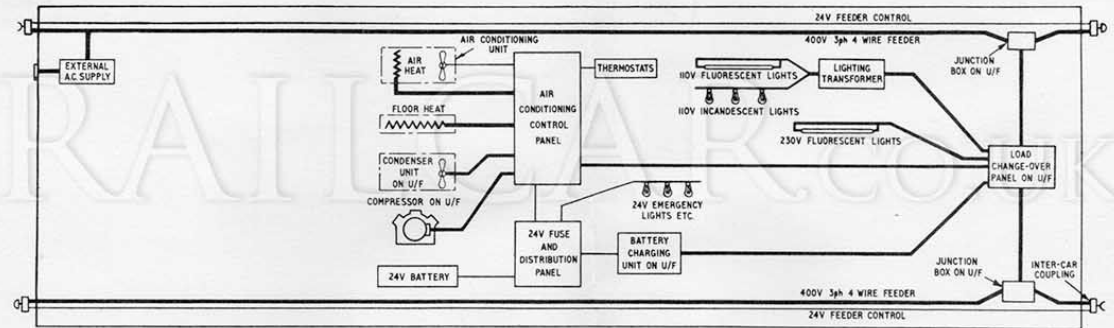 24V FEEDER CONTROL
400V 3ph 4 WIRE FEEDER
EXTERNAL
A.C. SUPPLY
AIR CONDITIONING
UNIT
AIR
HEAT
FLOOR HEAT
CONDENSER
UNIT
ON U/F
COMPRESSOR ON U/F
AIR
CONDITIONING
CONTROL
PANEL
THERMOSTATS
110V FLUORESCENT LIGHTS
110V INCANDESCENT LIGHTS
LIGHTING
TRANSFORMER
JUNCTION
BOX ON U/F
230V FLUORESCENT LIGHTS
LOAD
CHANGE-OVER
PANEL ON U/F
24V EMERGENCY
LIGHTS ETC.
24V FUSE
AND
DISTRIBUTION
PANEL
BATTERY
CHARGING
UNIT ON U/F
24V BATTERY
JUNCTION
BOX ON U/F
INTER-CAR
COUPLING
400V 3ph 4 WIRE FEEDER
24V FEEDER CONTROL
RAILCAR.CO.UK